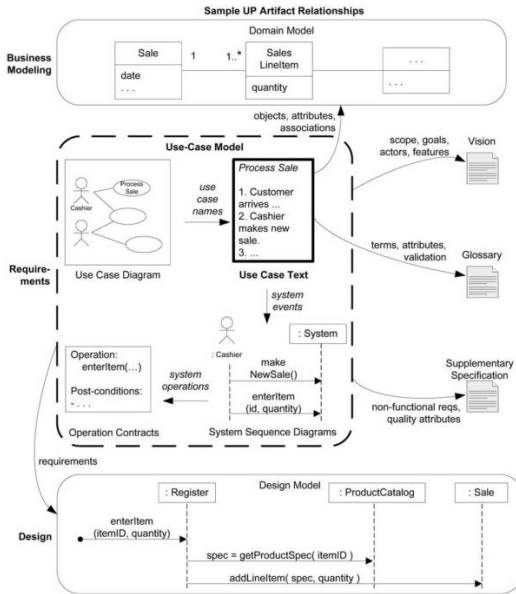 Sample UP Artifact Relationships
Domain Model
Business
Modeling
Sale
date
. . .
1
1..*
Sales
LineItem
quantity
. . .
. . .
objects, attributes,
associations
Use-Case Model
Process
Sale
Cashier
Use Case Diagram
use
case
names
Process Sale
1. Customer
arrives ...
2. Cashier
makes new
sale.
3. ...
Use Case Text
scope, goals,
actors, features
Vision
terms, attributes,
validation
Glossary
Require-
ments
system
events
: System
: Cashier
make
NewSale()
enterItem
(id, quantity)
system
operations
Operation:
enterItem(…)
Post-conditions:
- . . .
Operation Contracts
System Sequence Diagrams
Supplementary
Specification
non-functional reqs,
quality attributes
requirements
Design Model
: Register
: ProductCatalog
: Sale
Design
enterItem
(itemID, quantity)
spec = getProductSpec( itemID )
addLineItem( spec, quantity )